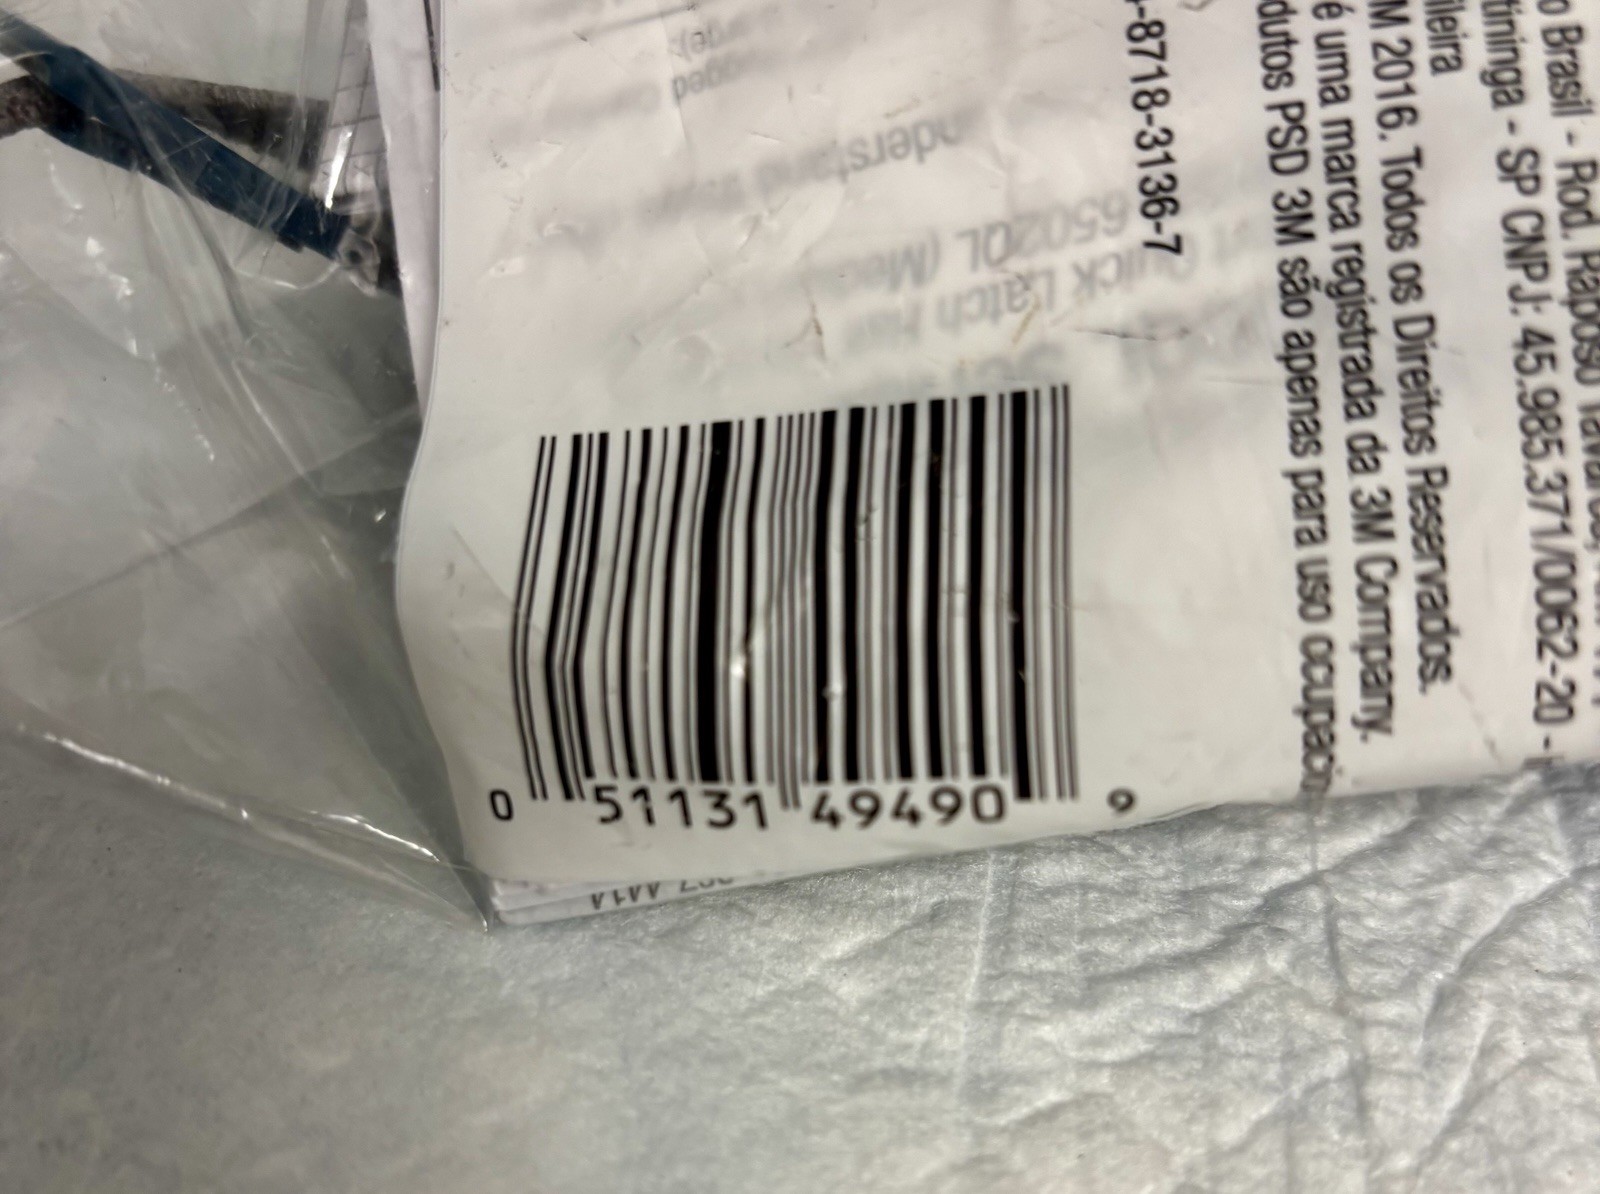 -8718-3136-7
o Brasil - Rod. Raposo Tavares,
tininga - SP CNPJ: 45.985.371/0062-20 -
ileira
M 2016. Todos os Direitos Reservados.
é uma marca registrada da 3M Company.
dutos PSD 3M são apenas para uso ocupacio
Quick Latch
6502QL
nderstand
0 51131 49490 9